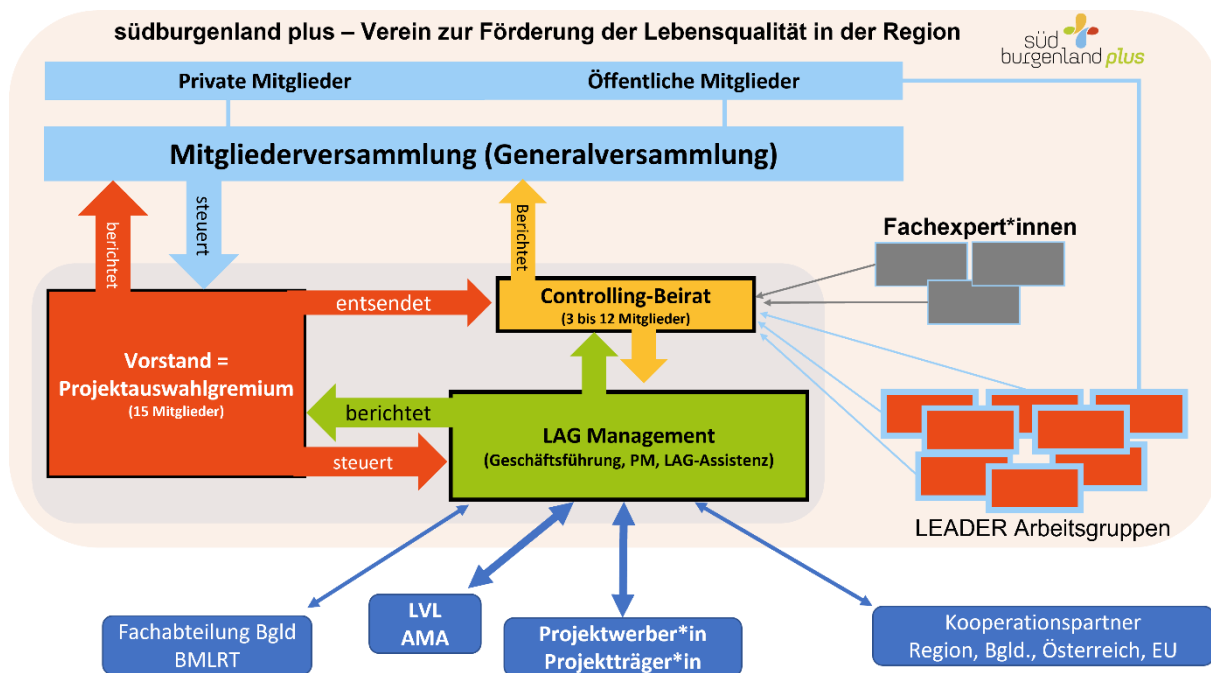 südburgenland plus – Verein zur Förderung der Lebensqualität in der Region
süd
burgenland plus
Private Mitglieder
Öffentliche Mitglieder
Mitgliederversammlung (Generalversammlung)
berichtet
steuert
Berichtet
Fachexpert*innen
entsendet
Controlling-Beirat
(3 bis 12 Mitglieder)
Vorstand =
Projektauswahlgremium
(15 Mitglieder)
berichtet
steuert
LAG Management
(Geschäftsführung, PM, LAG-Assistenz)
LEADER Arbeitsgruppen
Fachabteilung Bgld
BMLRT
LVL
AMA
Projektwerber*in
Projektträger*in
Kooperationspartner
Region, Bgld., Österreich, EU